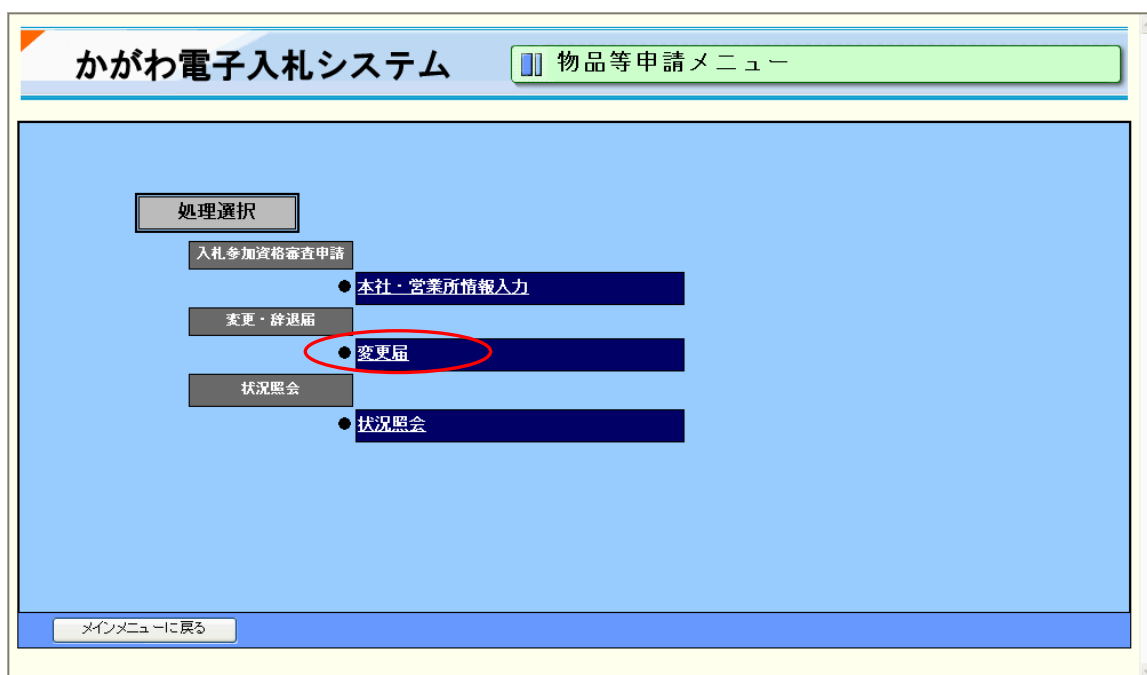 かがわ電子入札システム 物品等申請メニュー
処理選択
入札参加資格審査申請
● 本社・営業所情報入力
変更・辞退届
● 変更届
状況照会
● 状況照会
メインメニューに戻る